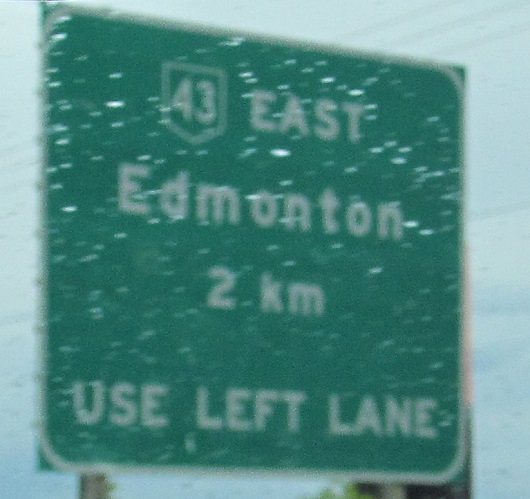 43 EAST
Edmonton
2 km
USE LEFT LANE